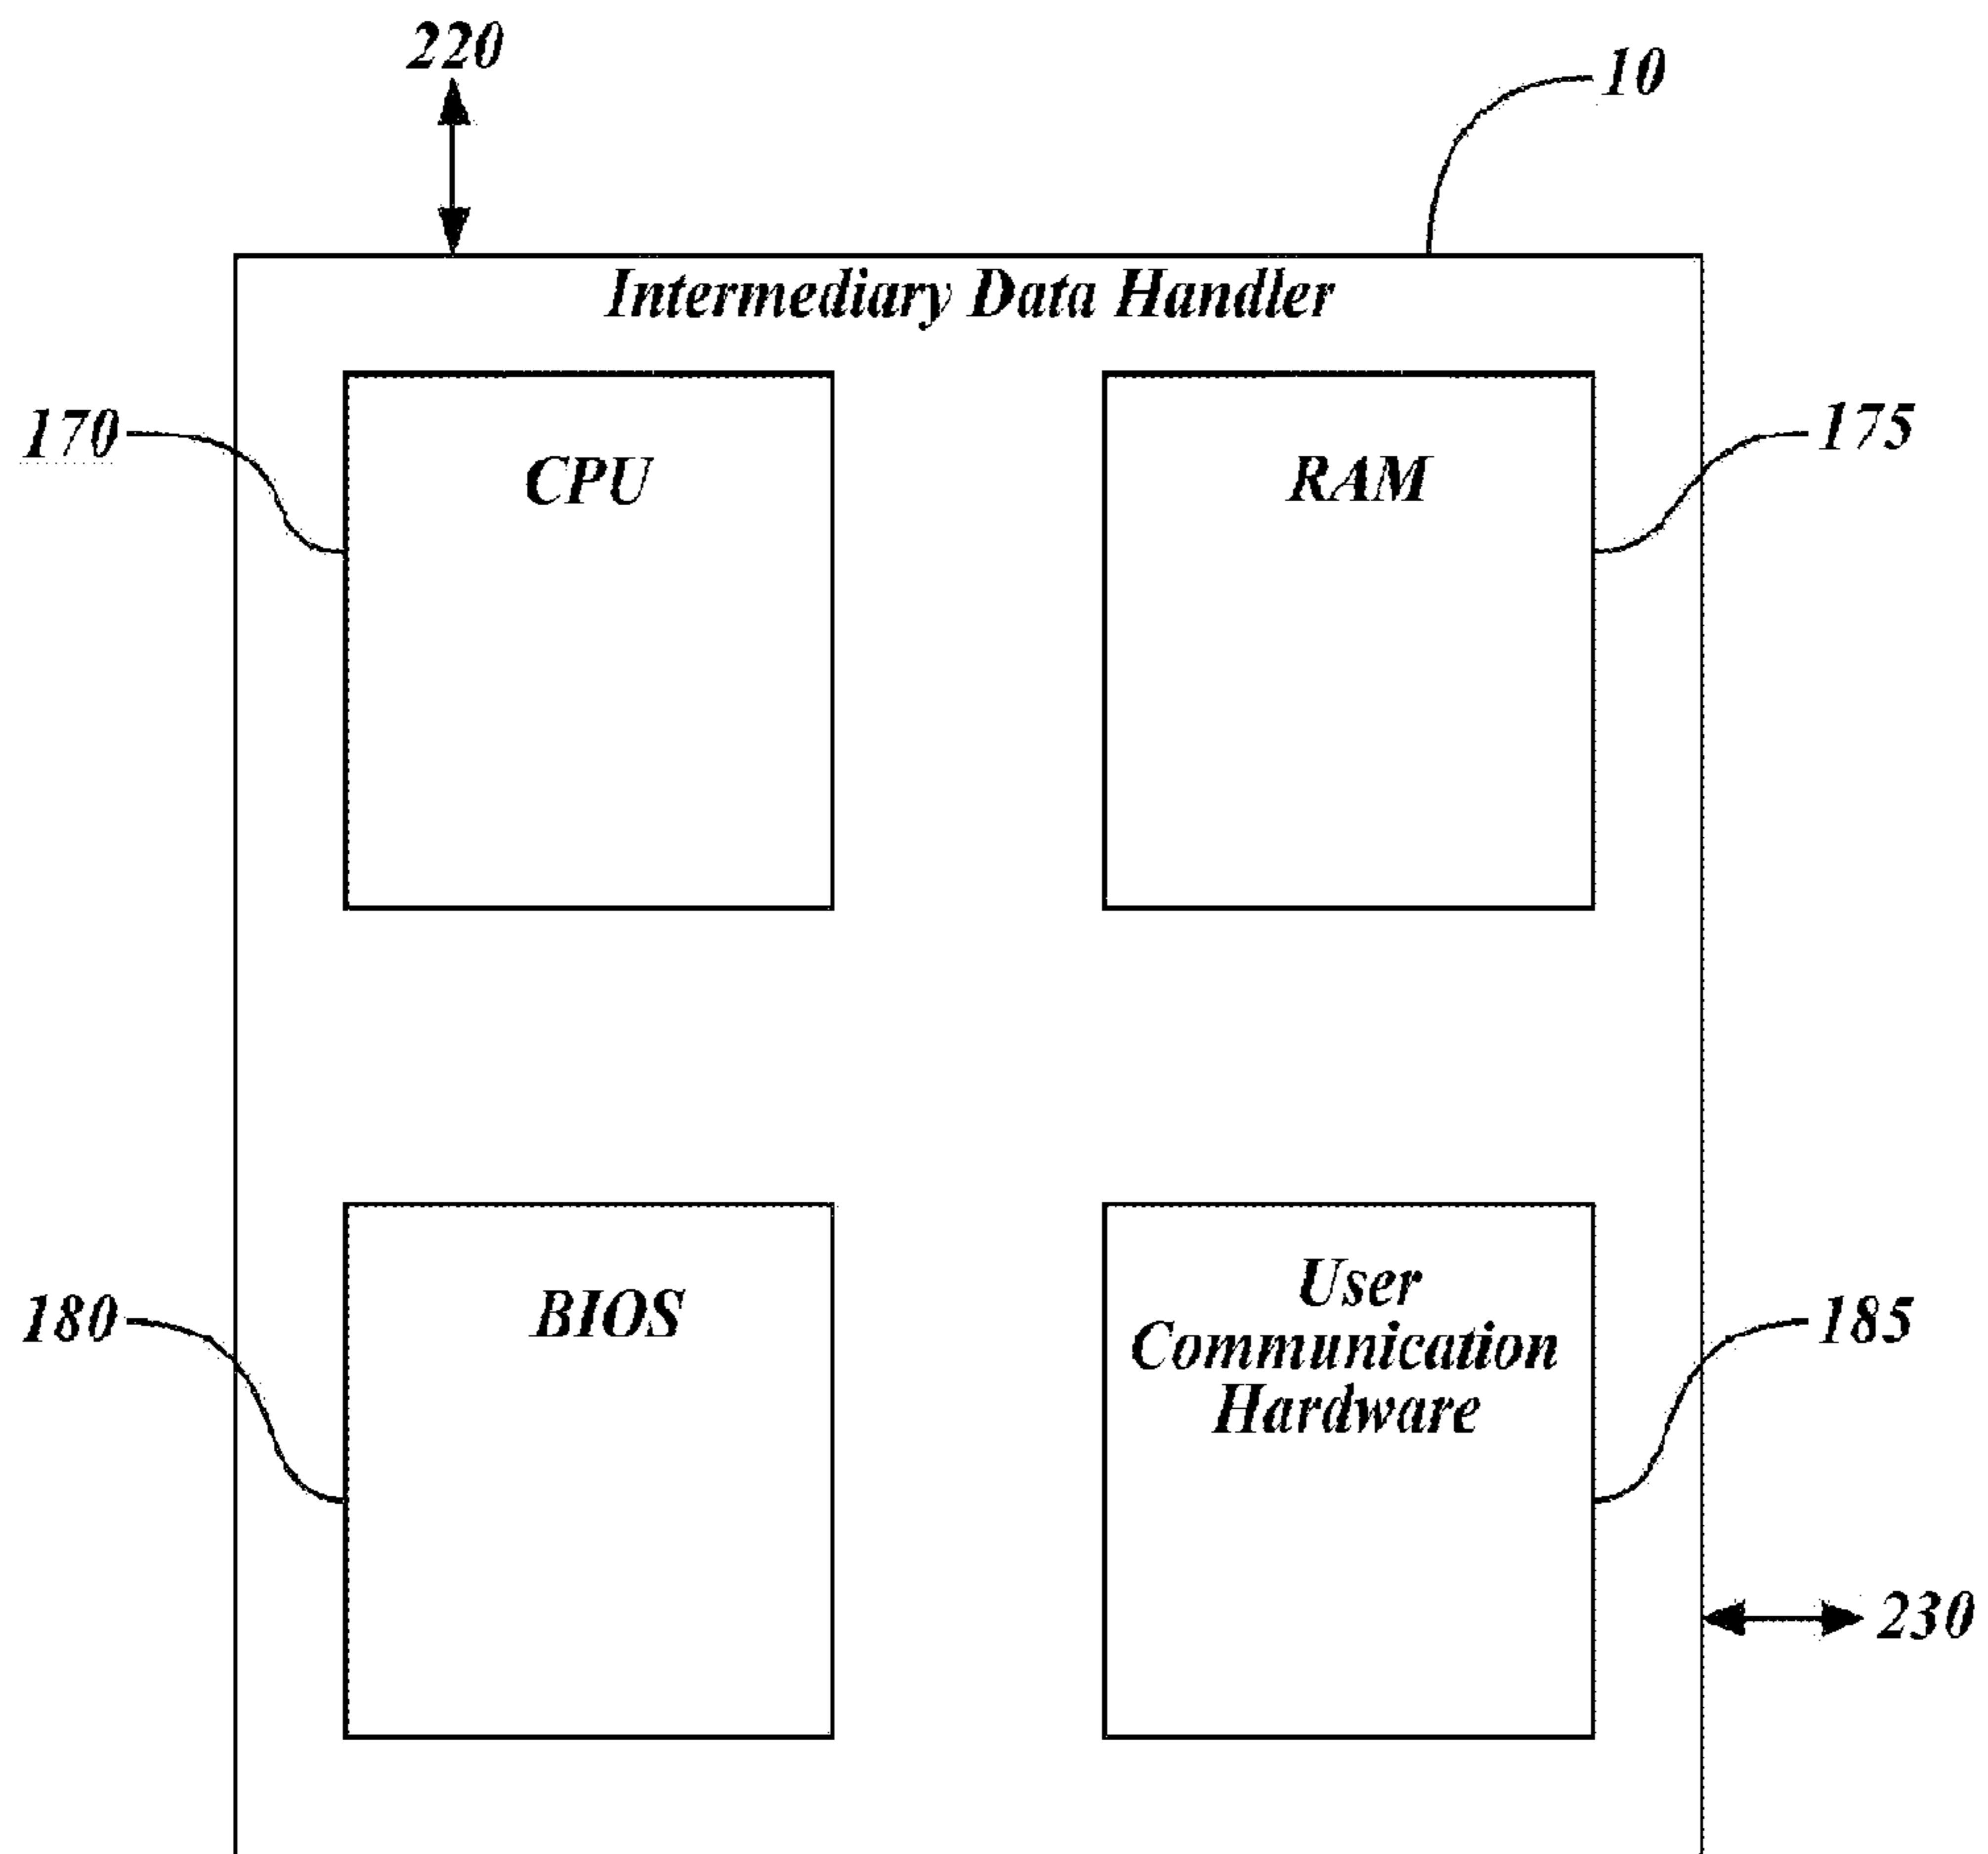 220
10
Intermediary Data Handler
170
CPU
RAM
175
180
BIOS
User
Communication
Hardware
185
230